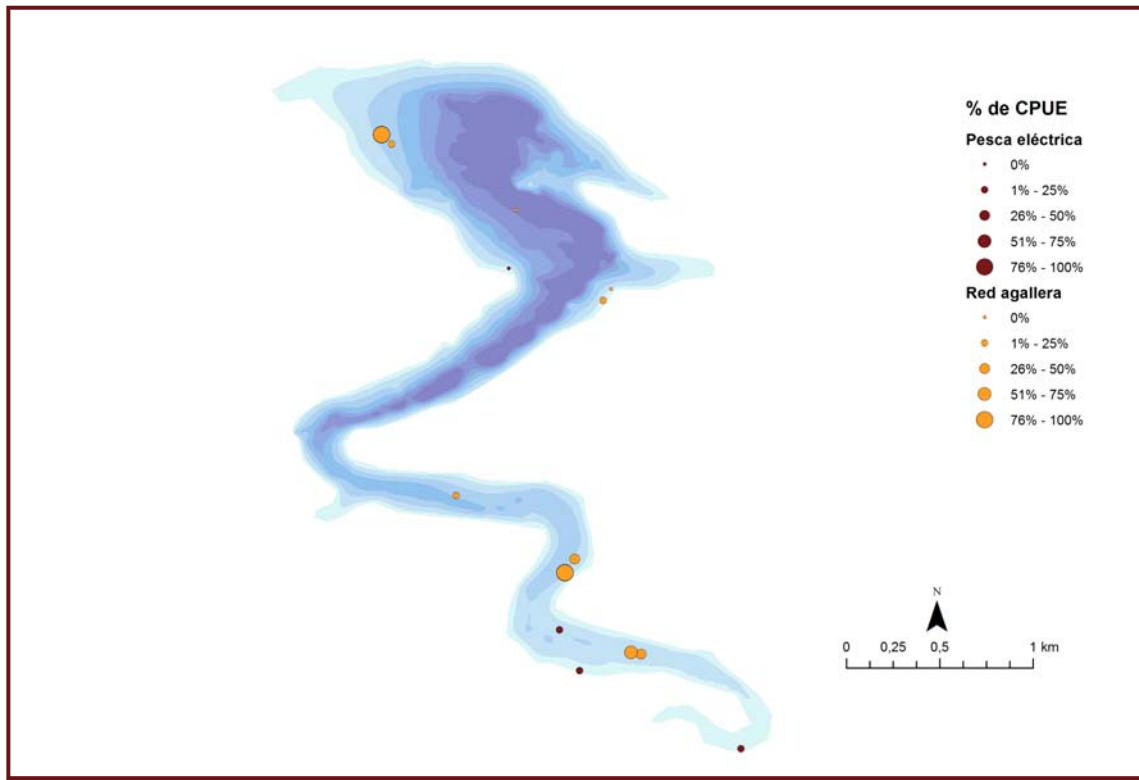 % de CPUE
Pesca eléctrica
0%
1% - 25%
26% - 50%
51% - 75%
76% - 100%
Red agallera
0%
1% - 25%
26% - 50%
51% - 75%
76% - 100%
N
0 0,25 0,5 1 km